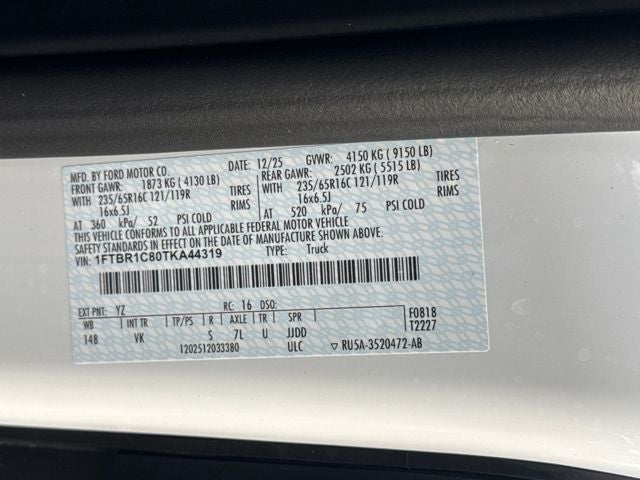 MFD. BY FORD MOTOR CO. DATE: 12/25 GVWR: 4150 KG ( 9150 LB)
FRONT GAWR: 1873 KG ( 4130 LB) REAR GAWR: 2502 KG ( 5515 LB)
WITH 235/65R16C 121/119R TIRES WITH 235/65R16C 121/119R TIRES
16x6.5J RIMS 16x6.5J RIMS
AT 360 kPa/ 52 PSI COLD AT 520 kPa/ 75 PSI COLD
THIS VEHICLE CONFORMS TO ALL APPLICABLE FEDERAL MOTOR VEHICLE
SAFETY STANDARDS IN EFFECT ON THE DATE OF MANUFACTURE SHOWN ABOVE.
VIN: 1FTBR1C80TKA44319 TYPE: Truck
EXT PNT: YZ RC: 16 DSO: F0818
WB INT TR TP/PS R AXLE TR SPR T2227
148 VK S 7L U JJDD
1202512033380 ULC ▽ RU5A-3520472-AB